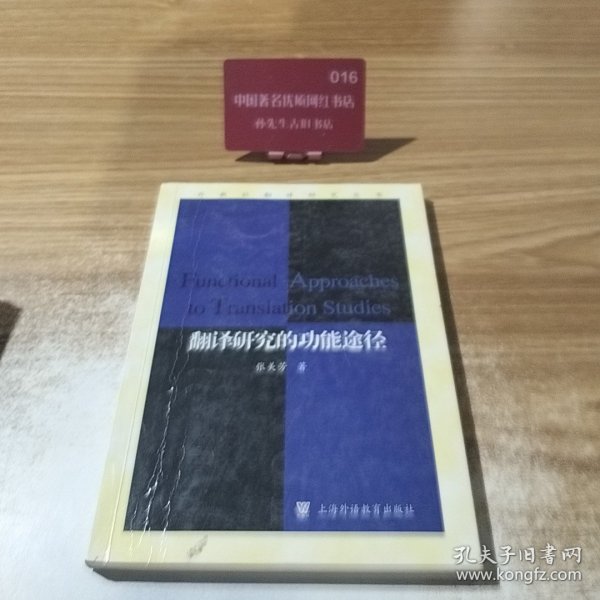 016
中国著名优质网红书店
孙先生古旧书店
Functional Approaches
to Translation Studies
翻译研究的功能途径
张美芳 著
W
上海外语教育出版社
孔夫子旧书网
www.kongfz.com